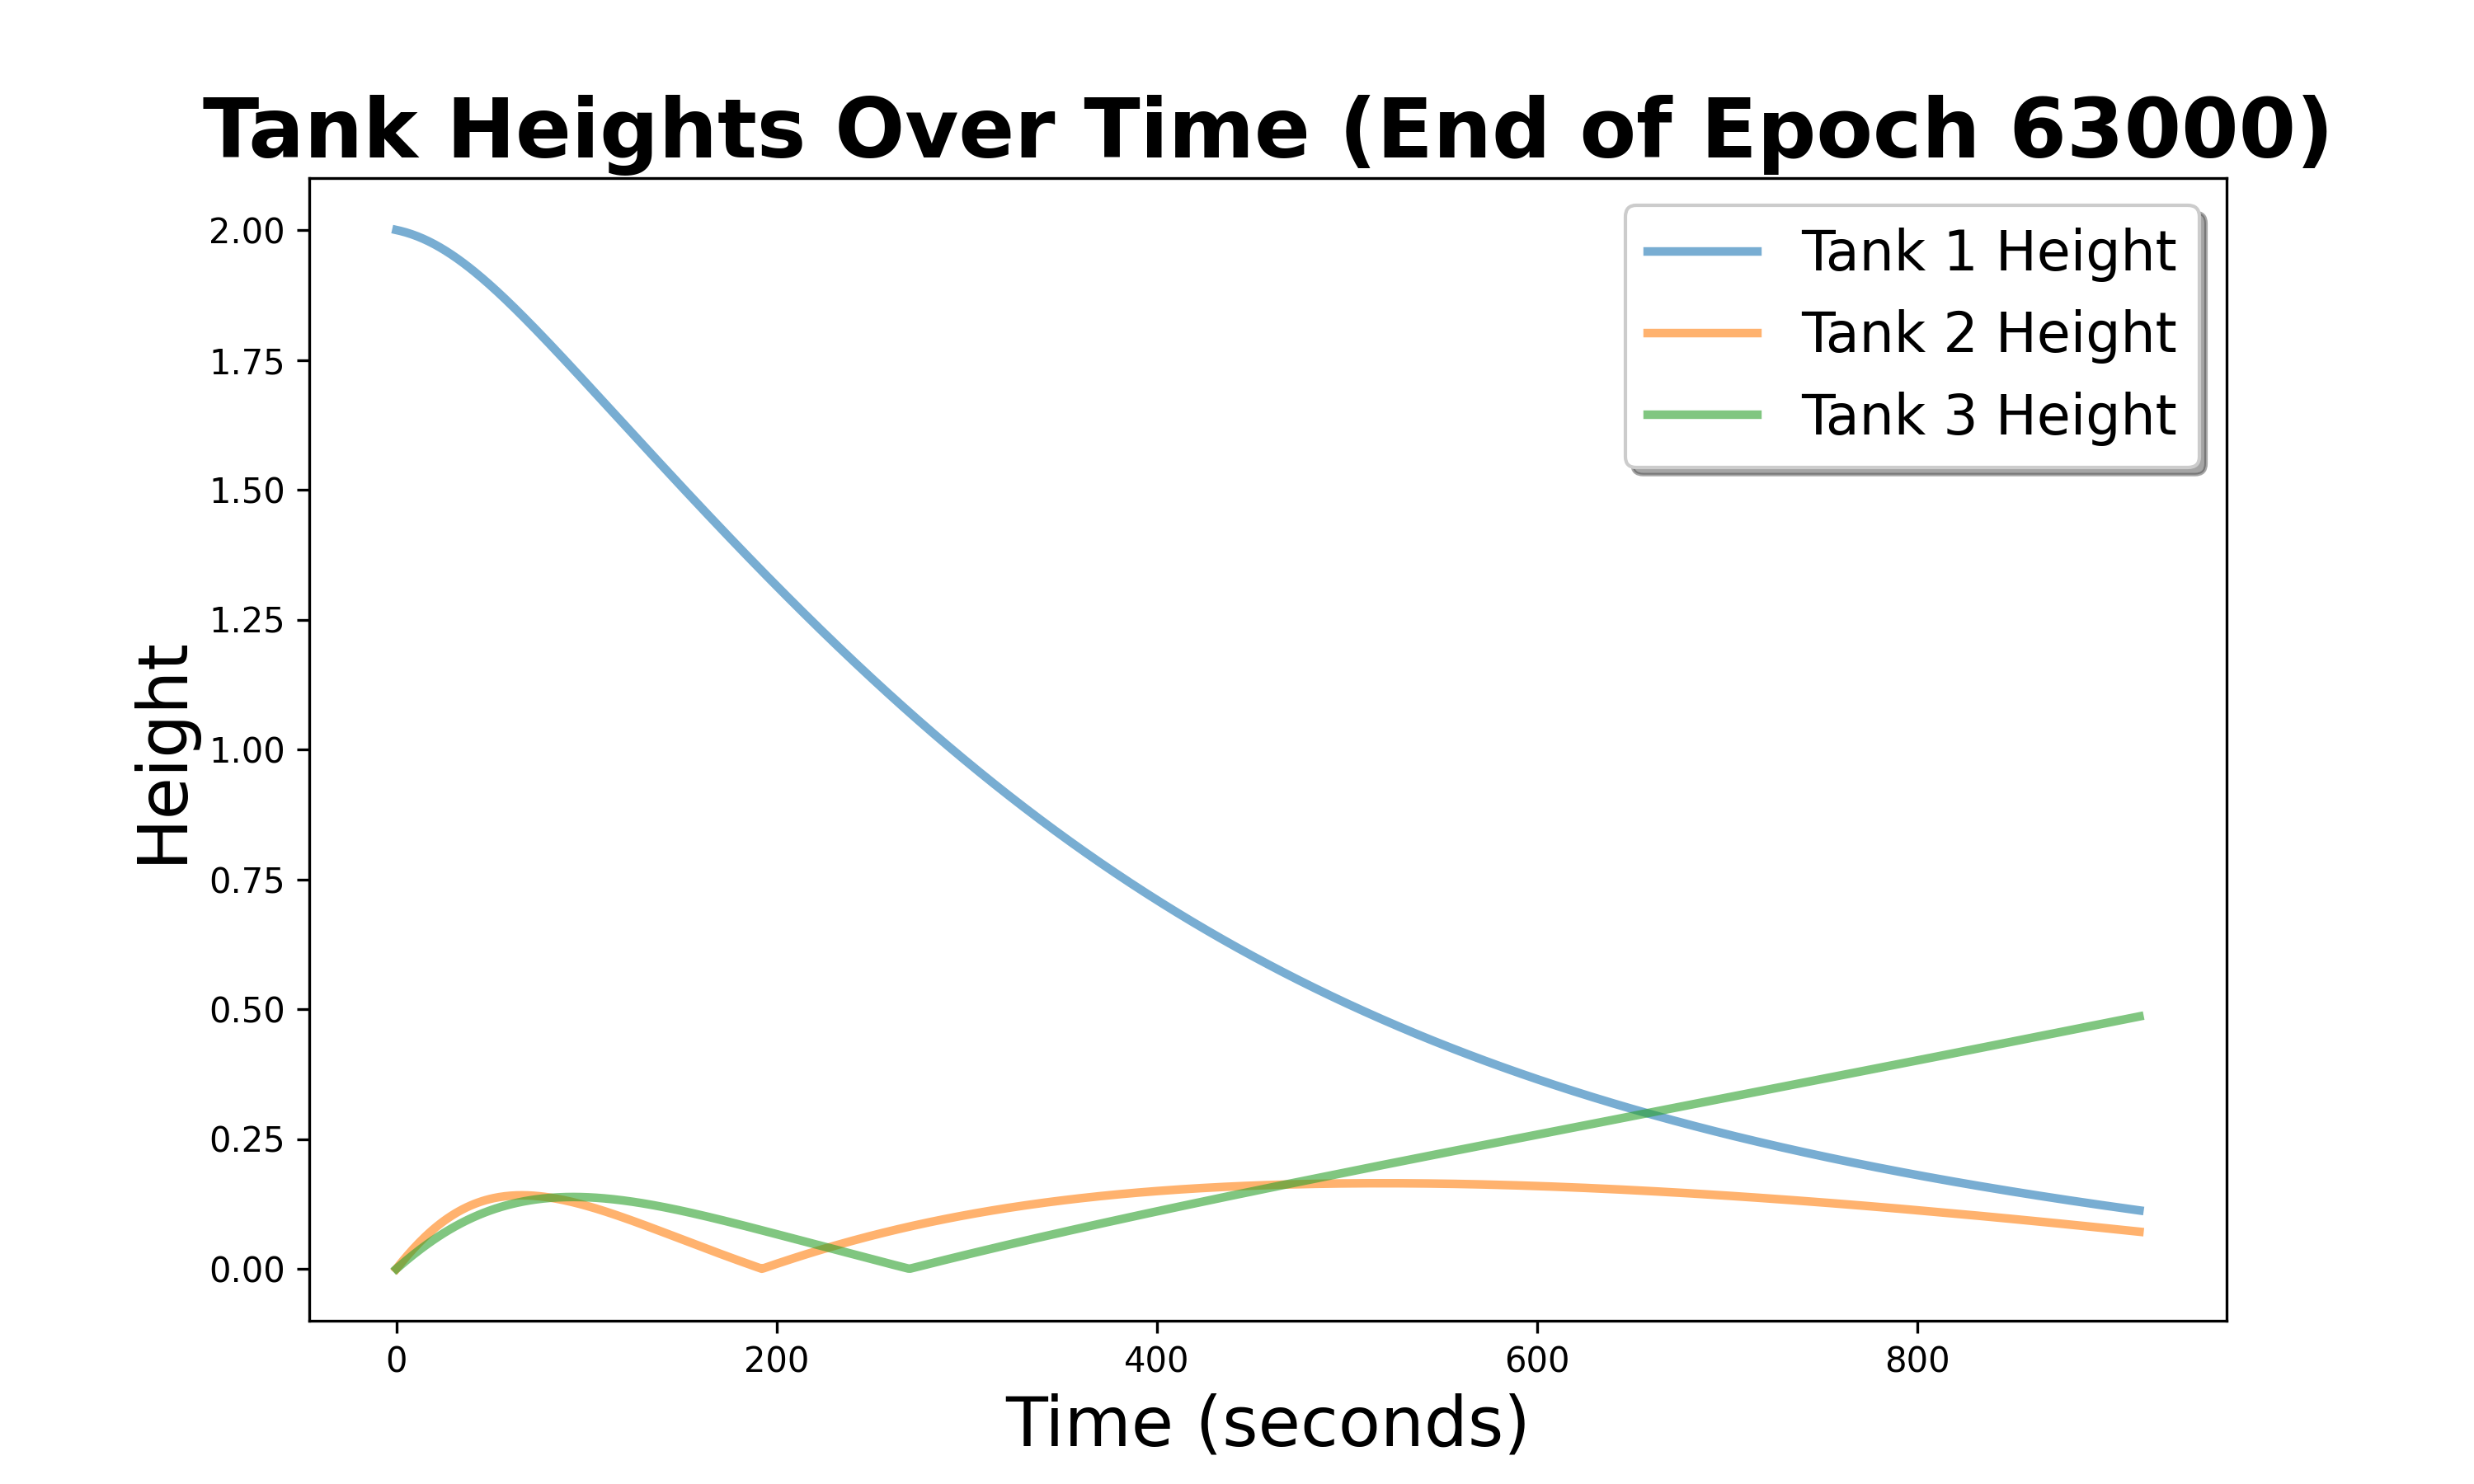 Tank Heights Over Time (End of Epoch 63000)
Tank 1 Height
Tank 2 Height
Tank 3 Height
Height
2.00
1.75
1.50
1.25
1.00
0.75
0.50
0.25
0.00
0 200 400 600 800
Time (seconds)